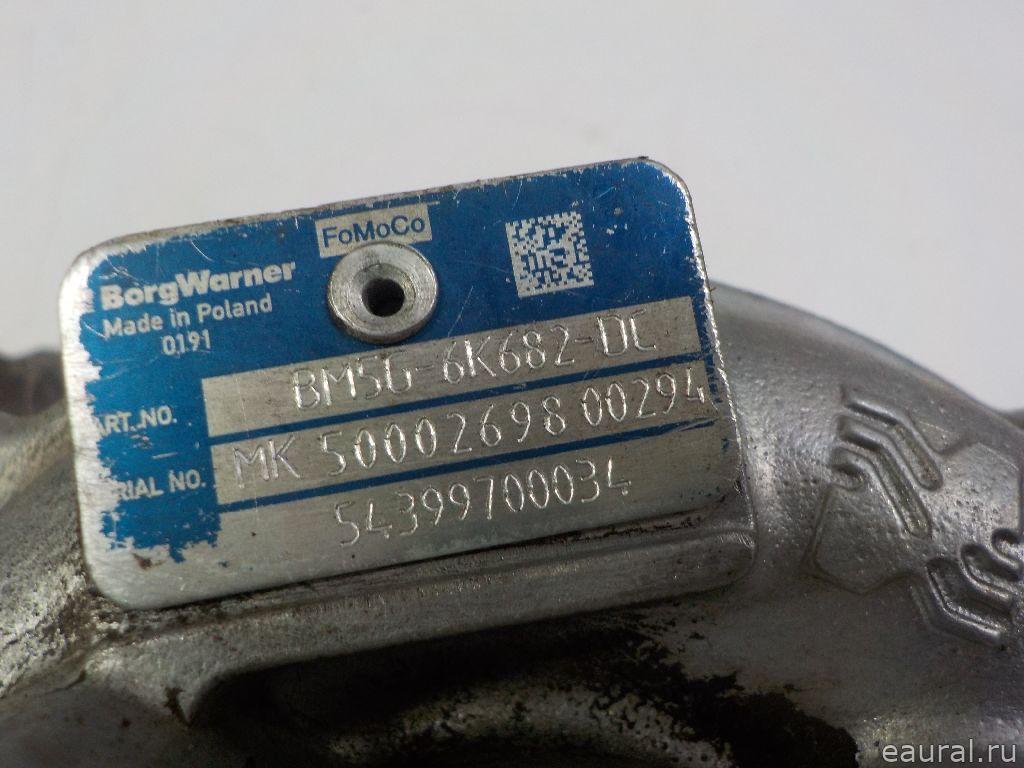 FoMoCo
BorgWarner
Made in Poland
0191
BM5G-6K682-DC
ART. NO.
MK 50002698 00294
RIAL NO.
54399700034
eaural.ru